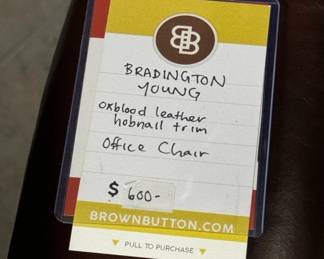 BB
BRADINGTON
YOUNG
oxblood leather
hobnail trim
Office Chair
$ 600-
BROWNBUTTON.COM
▼ PULL TO PURCHASE ▼